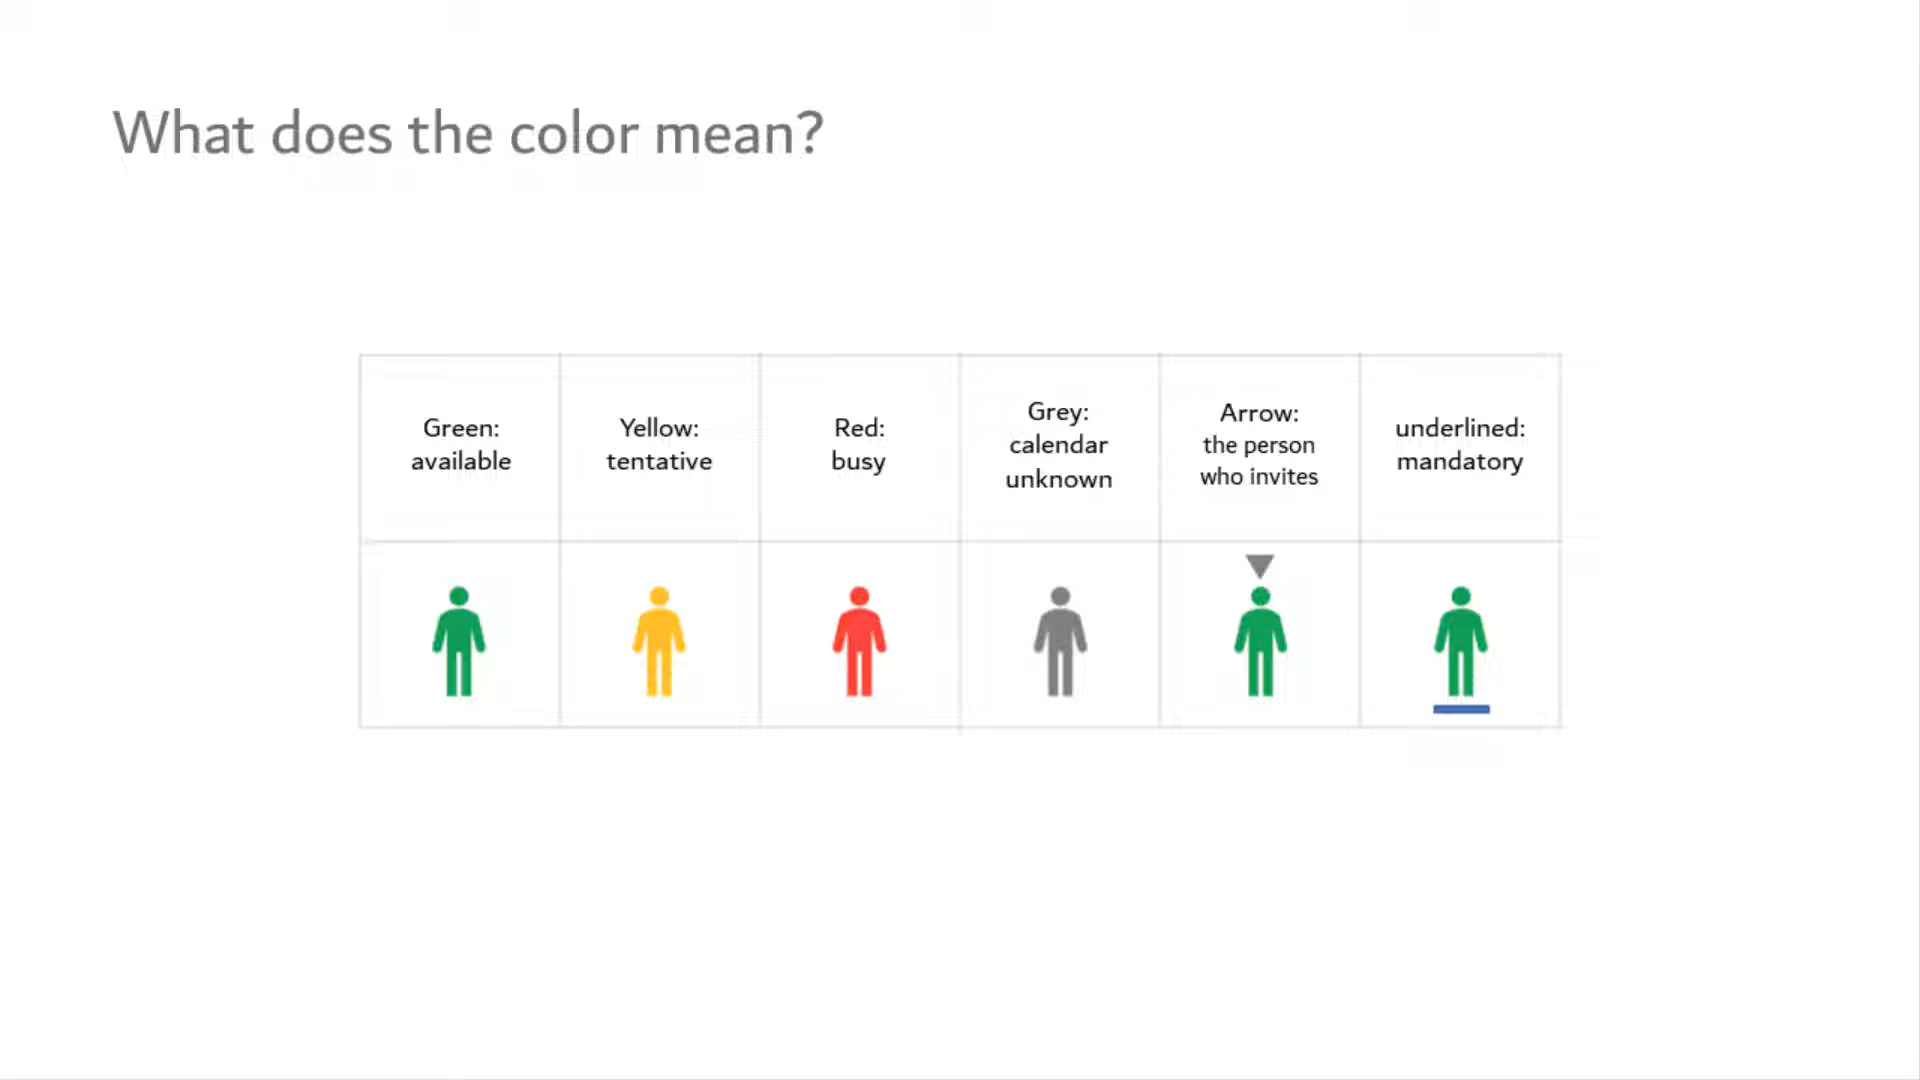 What does the color mean?
Green:
available
Yellow:
tentative
Red:
busy
Grey:
calendar
unknown
Arrow:
the person
who invites
underlined:
mandatory